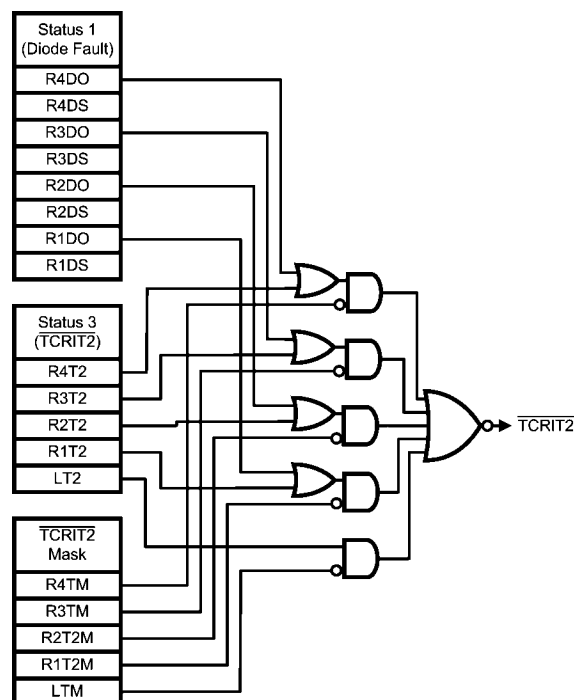 Status 1
(Diode Fault)
R4DO
R4DS
R3DO
R3DS
R2DO
R2DS
R1DO
R1DS
Status 3
(TCRIT2)
R4T2
R3T2
R2T2
R1T2
LT2
TCRIT2
Mask
R4TM
R3TM
R2T2M
R1T2M
LTM
TCRIT2